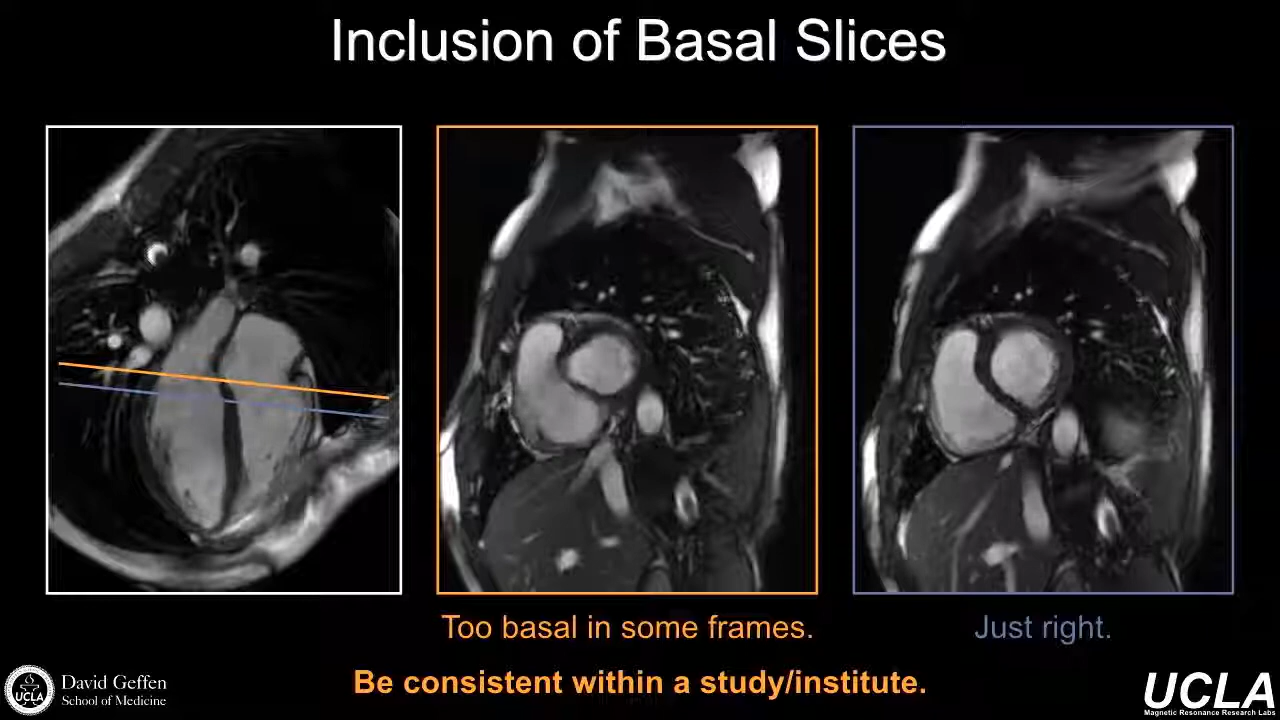 Inclusion of Basal Slices
Too basal in some frames.
Just right.
Be consistent within a study/institute.
UCLA
David Geffen
School of Medicine
UCLA
Magnetic Resonance Research Labs